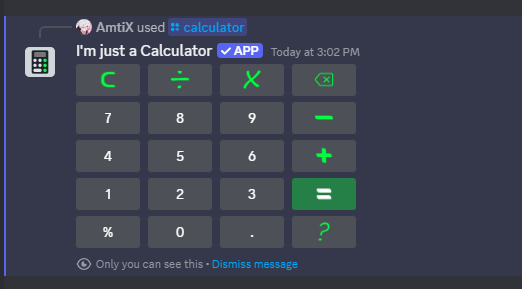 AmtiX used calculator
I'm just a Calculator ✓ APP Today at 3:02 PM
C ÷ X ⌫
7 8 9 −
4 5 6 +
1 2 3 =
% 0 . ?
Only you can see this • Dismiss message